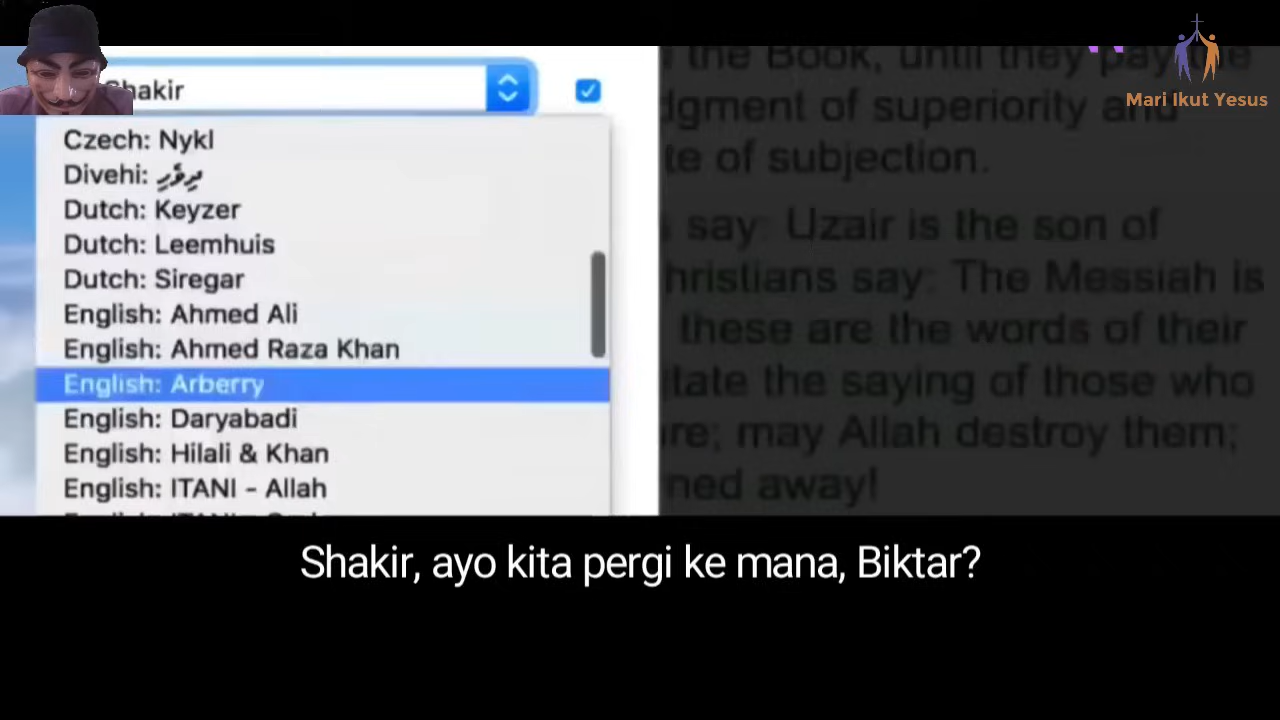 Shakir
Czech: Nykl
Divehi: ދިވެހި
Dutch: Keyzer
Dutch: Leemhuis
Dutch: Siregar
English: Ahmed Ali
English: Ahmed Raza Khan
English: Arberry
English: Daryabadi
English: Hilali & Khan
English: ITANI - Allah
the Book, until they pay the
dgment of superiority and
te of subjection.
say: Uzair is the son of
hristians say: The Messiah is
these are the words of their
itate the saying of those who
re; may Allah destroy them;
ned away!
Mari Ikut Yesus
Shakir, ayo kita pergi ke mana, Biktar?